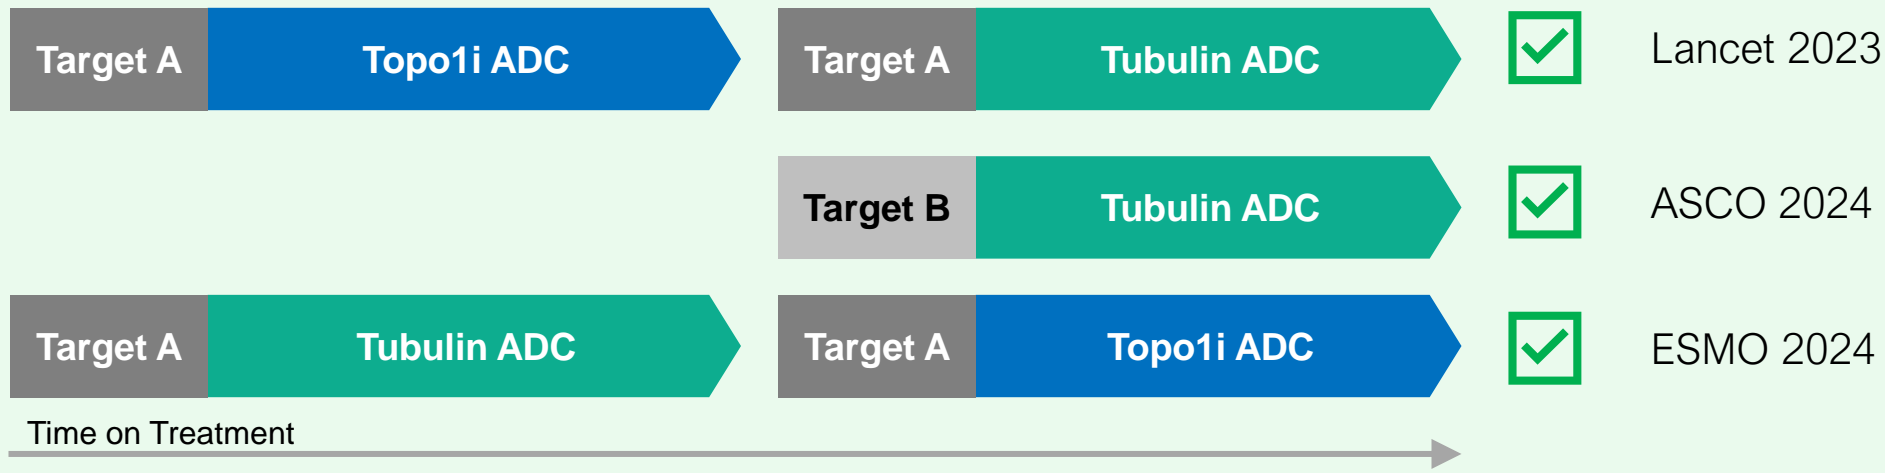 Target A Topo1i ADC Target A Tubulin ADC Lancet 2023
Target B Tubulin ADC ASCO 2024
Target A Tubulin ADC Target A Topo1i ADC ESMO 2024
Time on Treatment